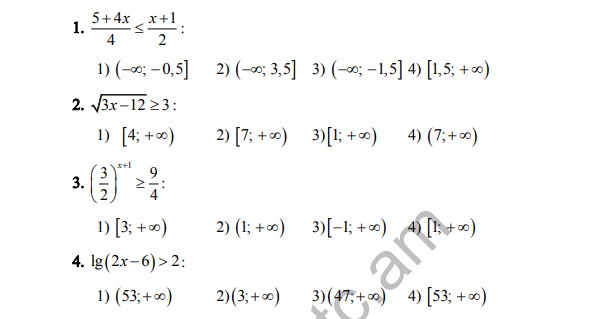 1. (5+4x)/4 ≤ (x+1)/2 :
1) (−∞; −0,5] 2) (−∞; 3,5] 3) (−∞; −1,5] 4) [1,5; +∞)
2. √(3x−12) ≥ 3 :
1) [4; +∞) 2) [7; +∞) 3)[1; +∞) 4) (7;+∞)
3. (3/2)^(x+1) ≥ 9/4 :
1) [3; +∞) 2) (1; +∞) 3)[−1; +∞) 4) [1; +∞)
4. lg(2x−6) > 2 :
1) (53;+∞) 2)(3;+∞) 3)(47;+∞) 4) [53; +∞)
tc.am